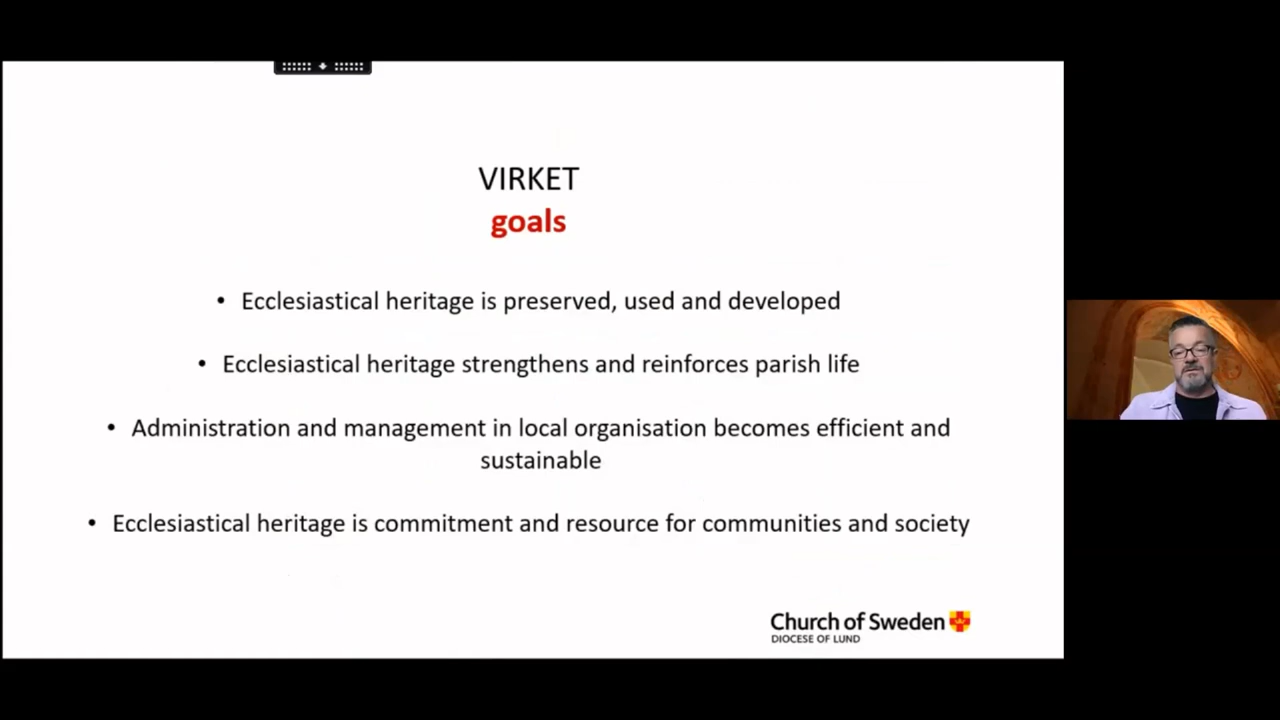 VIRKET
goals
• Ecclesiastical heritage is preserved, used and developed
• Ecclesiastical heritage strengthens and reinforces parish life
• Administration and management in local organisation becomes efficient and
sustainable
• Ecclesiastical heritage is commitment and resource for communities and society
Church of Sweden
DIOCESE OF LUND